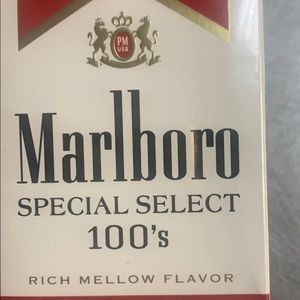 PM
USA
Marlboro
SPECIAL SELECT
100's
RICH MELLOW FLAVOR